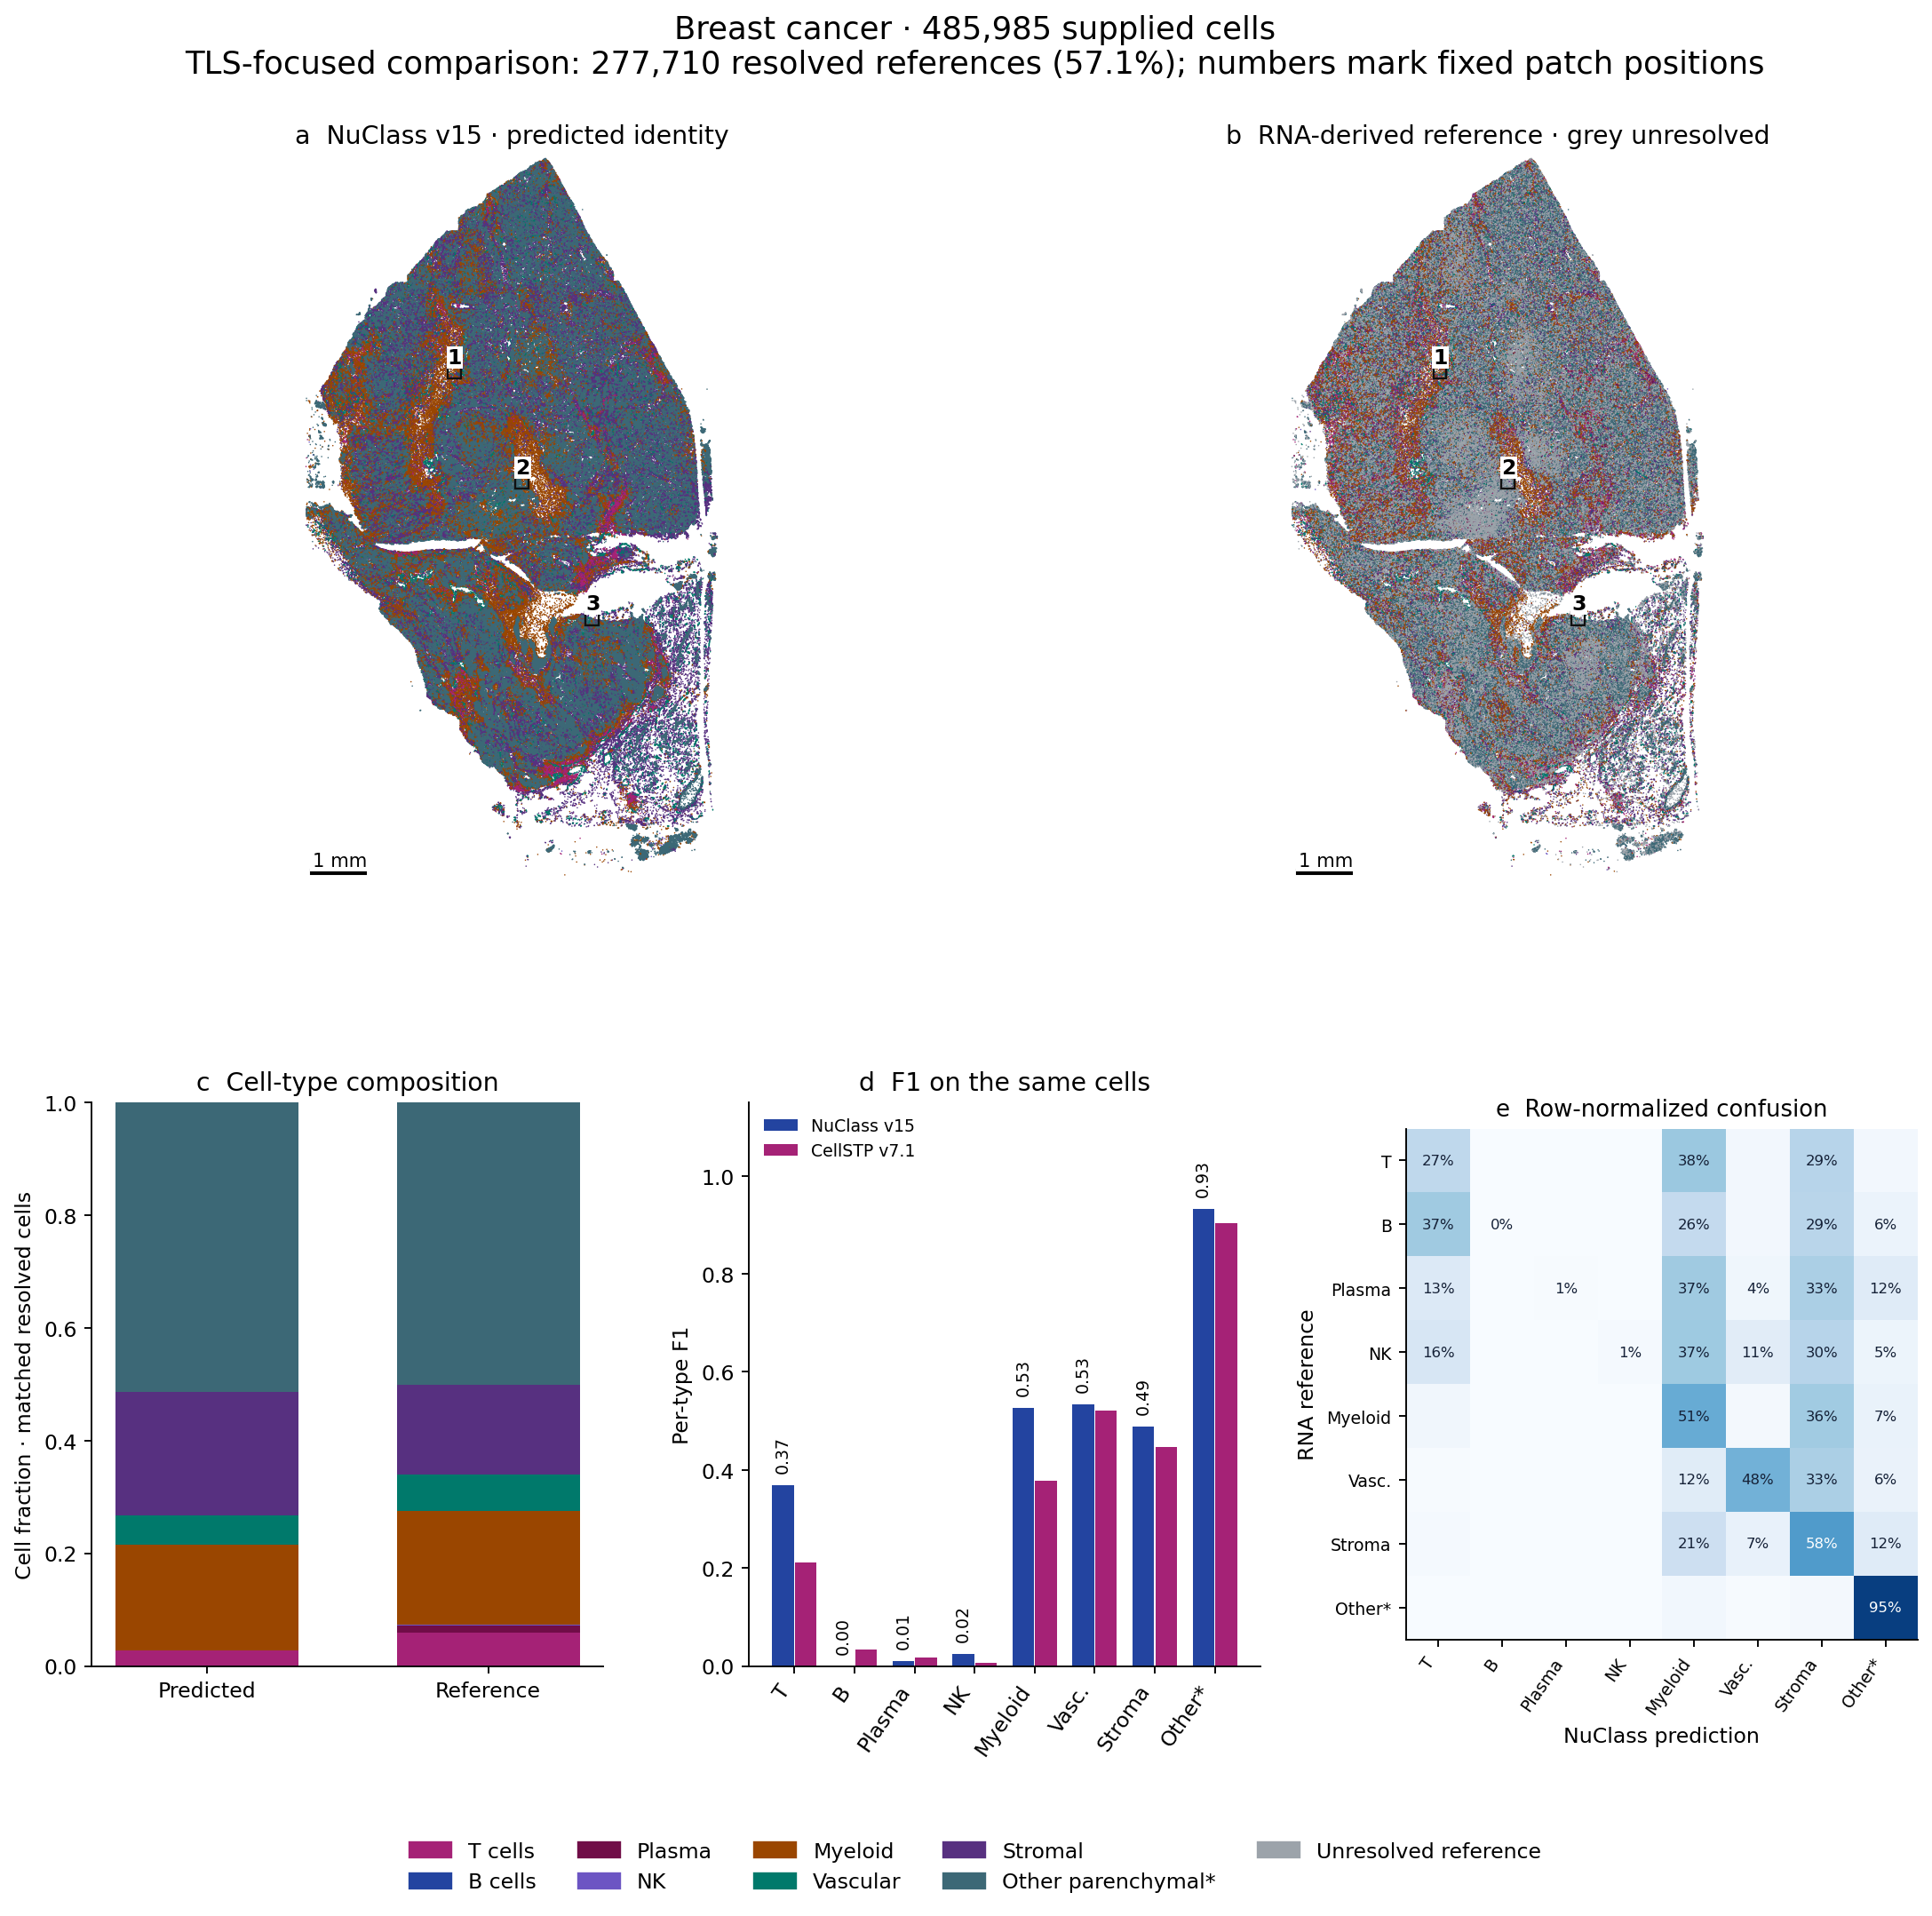 Breast cancer · 485,985 supplied cells
TLS-focused comparison: 277,710 resolved references (57.1%); numbers mark fixed patch positions
a NuClass v15 · predicted identity
1
2
3
1 mm
b RNA-derived reference · grey unresolved
1
2
3
1 mm
c Cell-type composition
Cell fraction · matched resolved cells
1.0
0.8
0.6
0.4
0.2
0.0
Predicted
Reference
d F1 on the same cells
NuClass v15
CellSTP v7.1
Per-type F1
1.0
0.8
0.6
0.4
0.2
0.0
0.37
0.00
0.01
0.02
0.53
0.53
0.49
0.93
T
B
Plasma
NK
Myeloid
Vasc.
Stroma
Other*
e Row-normalized confusion
RNA reference
T 27% 38% 29%
B 37% 0% 26% 29% 6%
Plasma 13% 1% 37% 4% 33% 12%
NK 16% 1% 37% 11% 30% 5%
Myeloid 51% 36% 7%
Vasc. 12% 48% 33% 6%
Stroma 21% 7% 58% 12%
Other* 95%
T
B
Plasma
NK
Myeloid
Vasc.
Stroma
Other*
NuClass prediction
T cells
B cells
Plasma
NK
Myeloid
Vascular
Stromal
Other parenchymal*
Unresolved reference